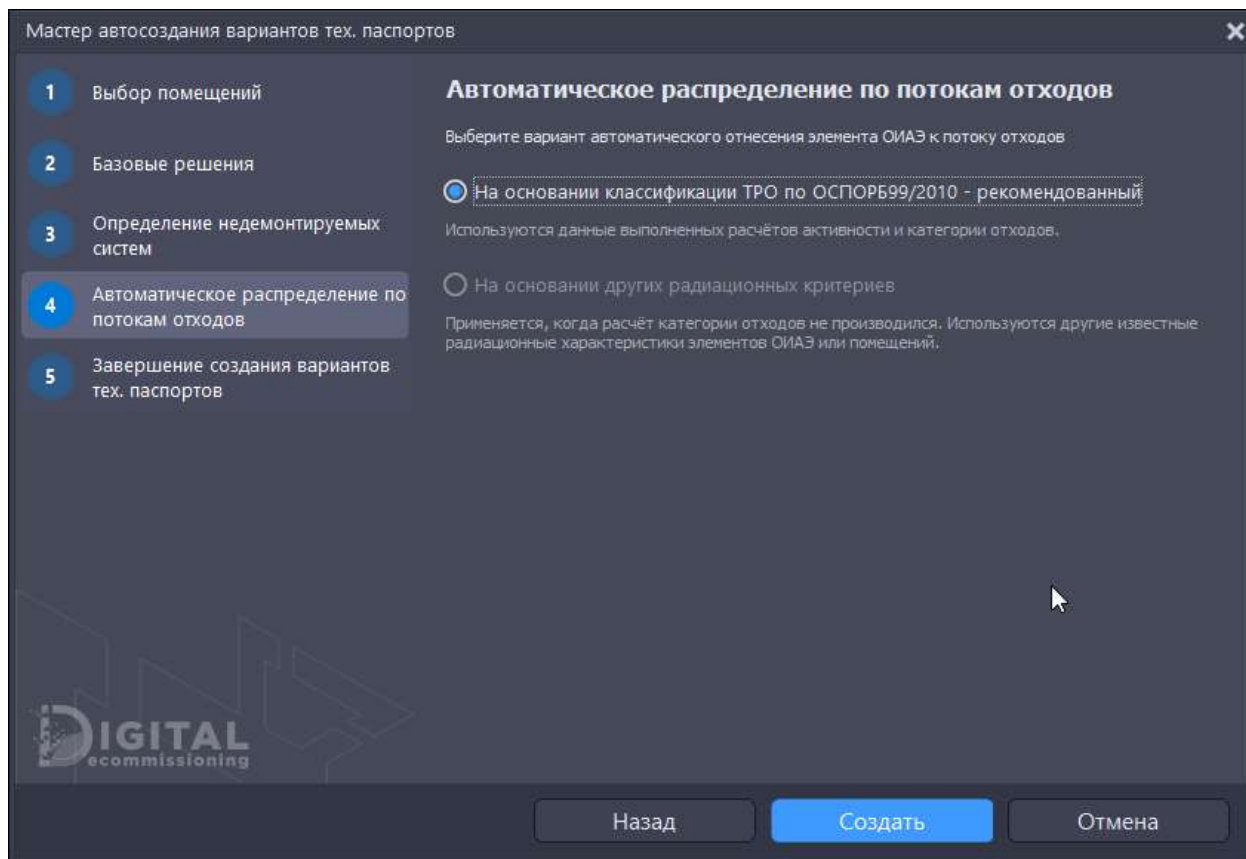 Мастер автосоздания вариантов тех. паспортов
1
Выбор помещений
2
Базовые решения
3
Определение недемонтируемых
систем
4
Автоматическое распределение по
потокам отходов
5
Завершение создания вариантов
тех. паспортов
Автоматическое распределение по потокам отходов
Выберите вариант автоматического отнесения элемента ОИАЭ к потоку отходов
На основании классификации ТРО по ОСПОРБ99/2010 - рекомендованный
Используются данные выполненных расчётов активности и категории отходов.
На основании других радиационных критериев
Применяется, когда расчёт категории отходов не производился. Используются другие известные
радиационные характеристики элементов ОИАЭ или помещений.
DIGITAL
ecommissioning
Назад
Создать
Отмена